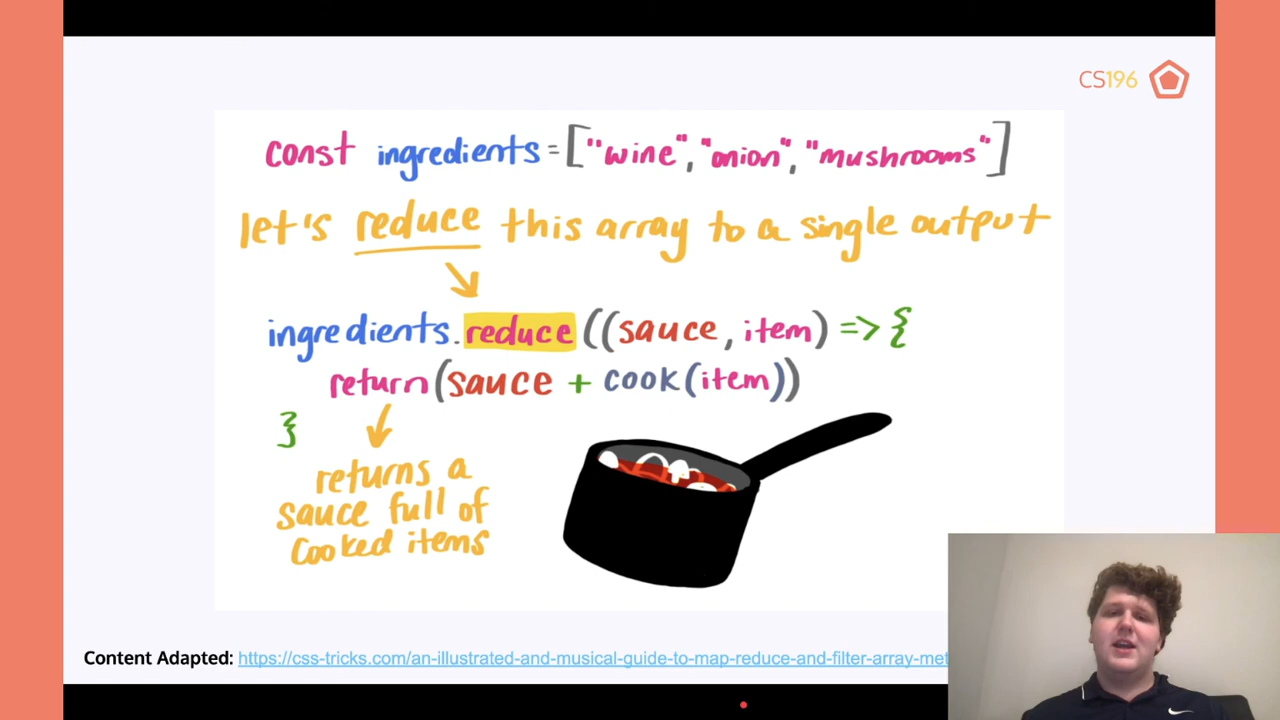 CS196
const ingredients = ["wine", "onion", "mushrooms"]
let's reduce this array to a single output
ingredients.reduce((sauce, item) => {
return(sauce + cook(item))
}
returns a
sauce full of
cooked items
Content Adapted: https://css-tricks.com/an-illustrated-and-musical-guide-to-map-reduce-and-filter-array-met